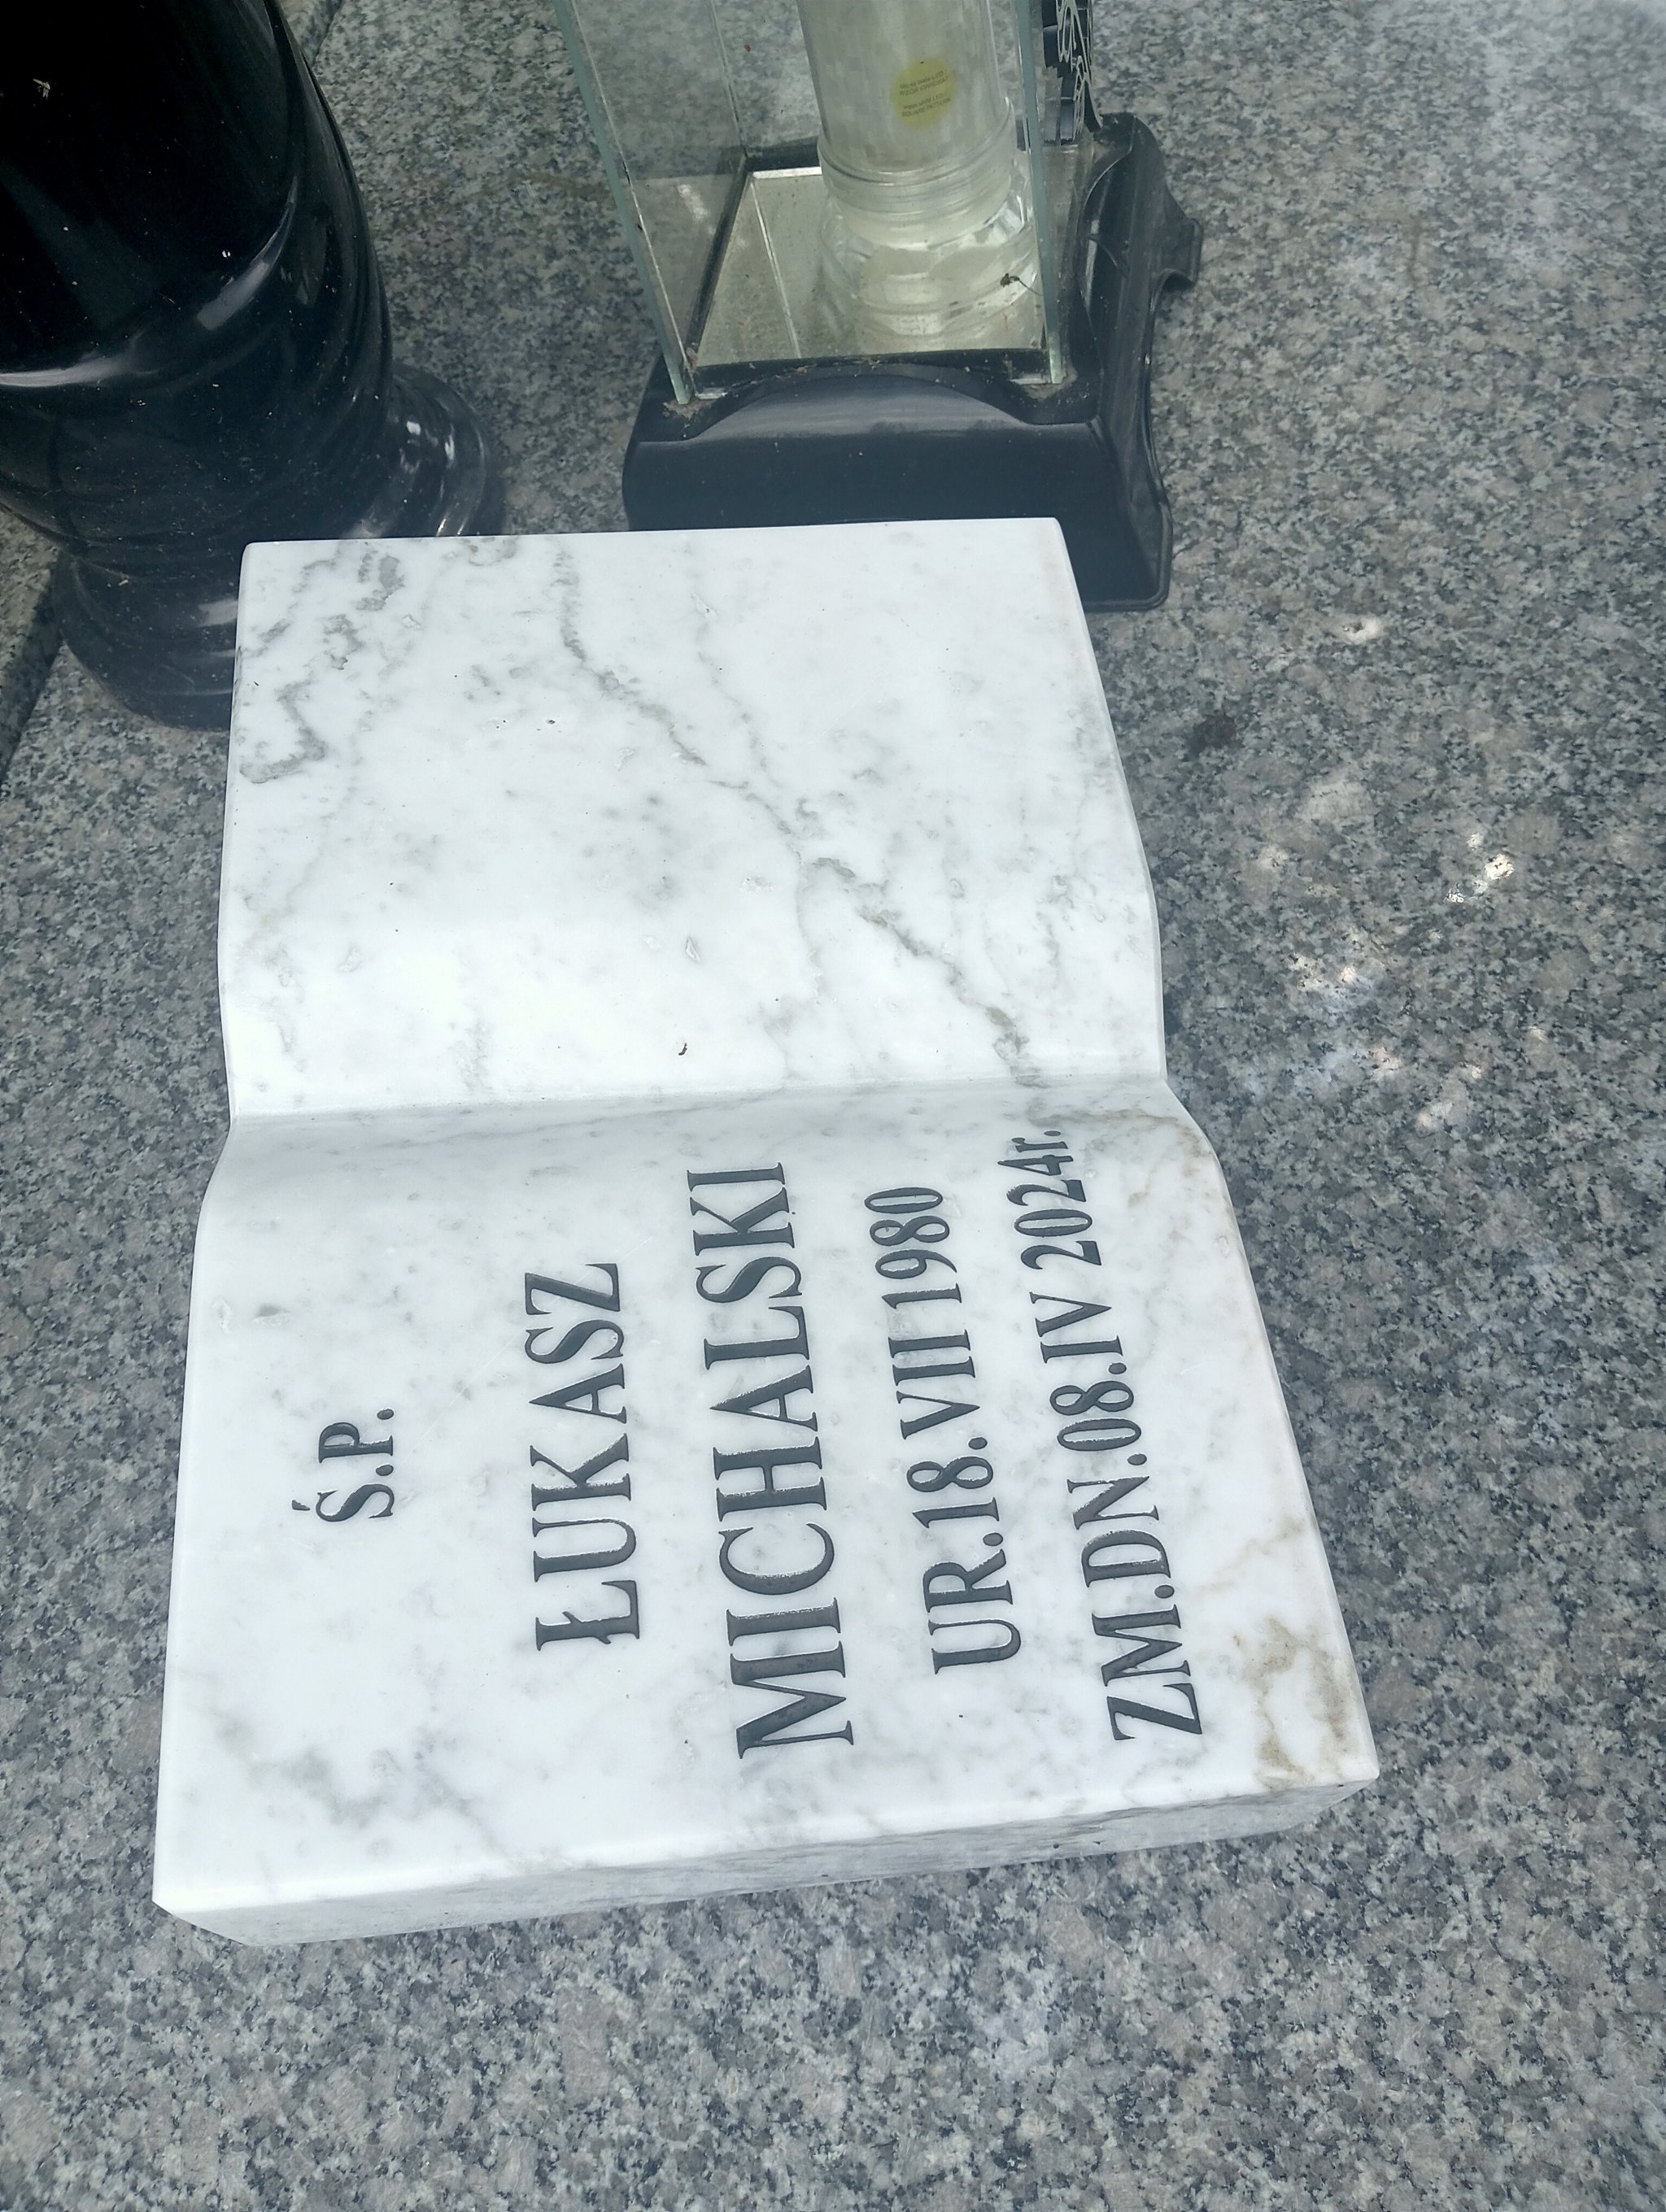 Ś.P.
ŁUKASZ
MICHALSKI
UR.18.VII 1980
ZM.DN.08.IV 2024r.